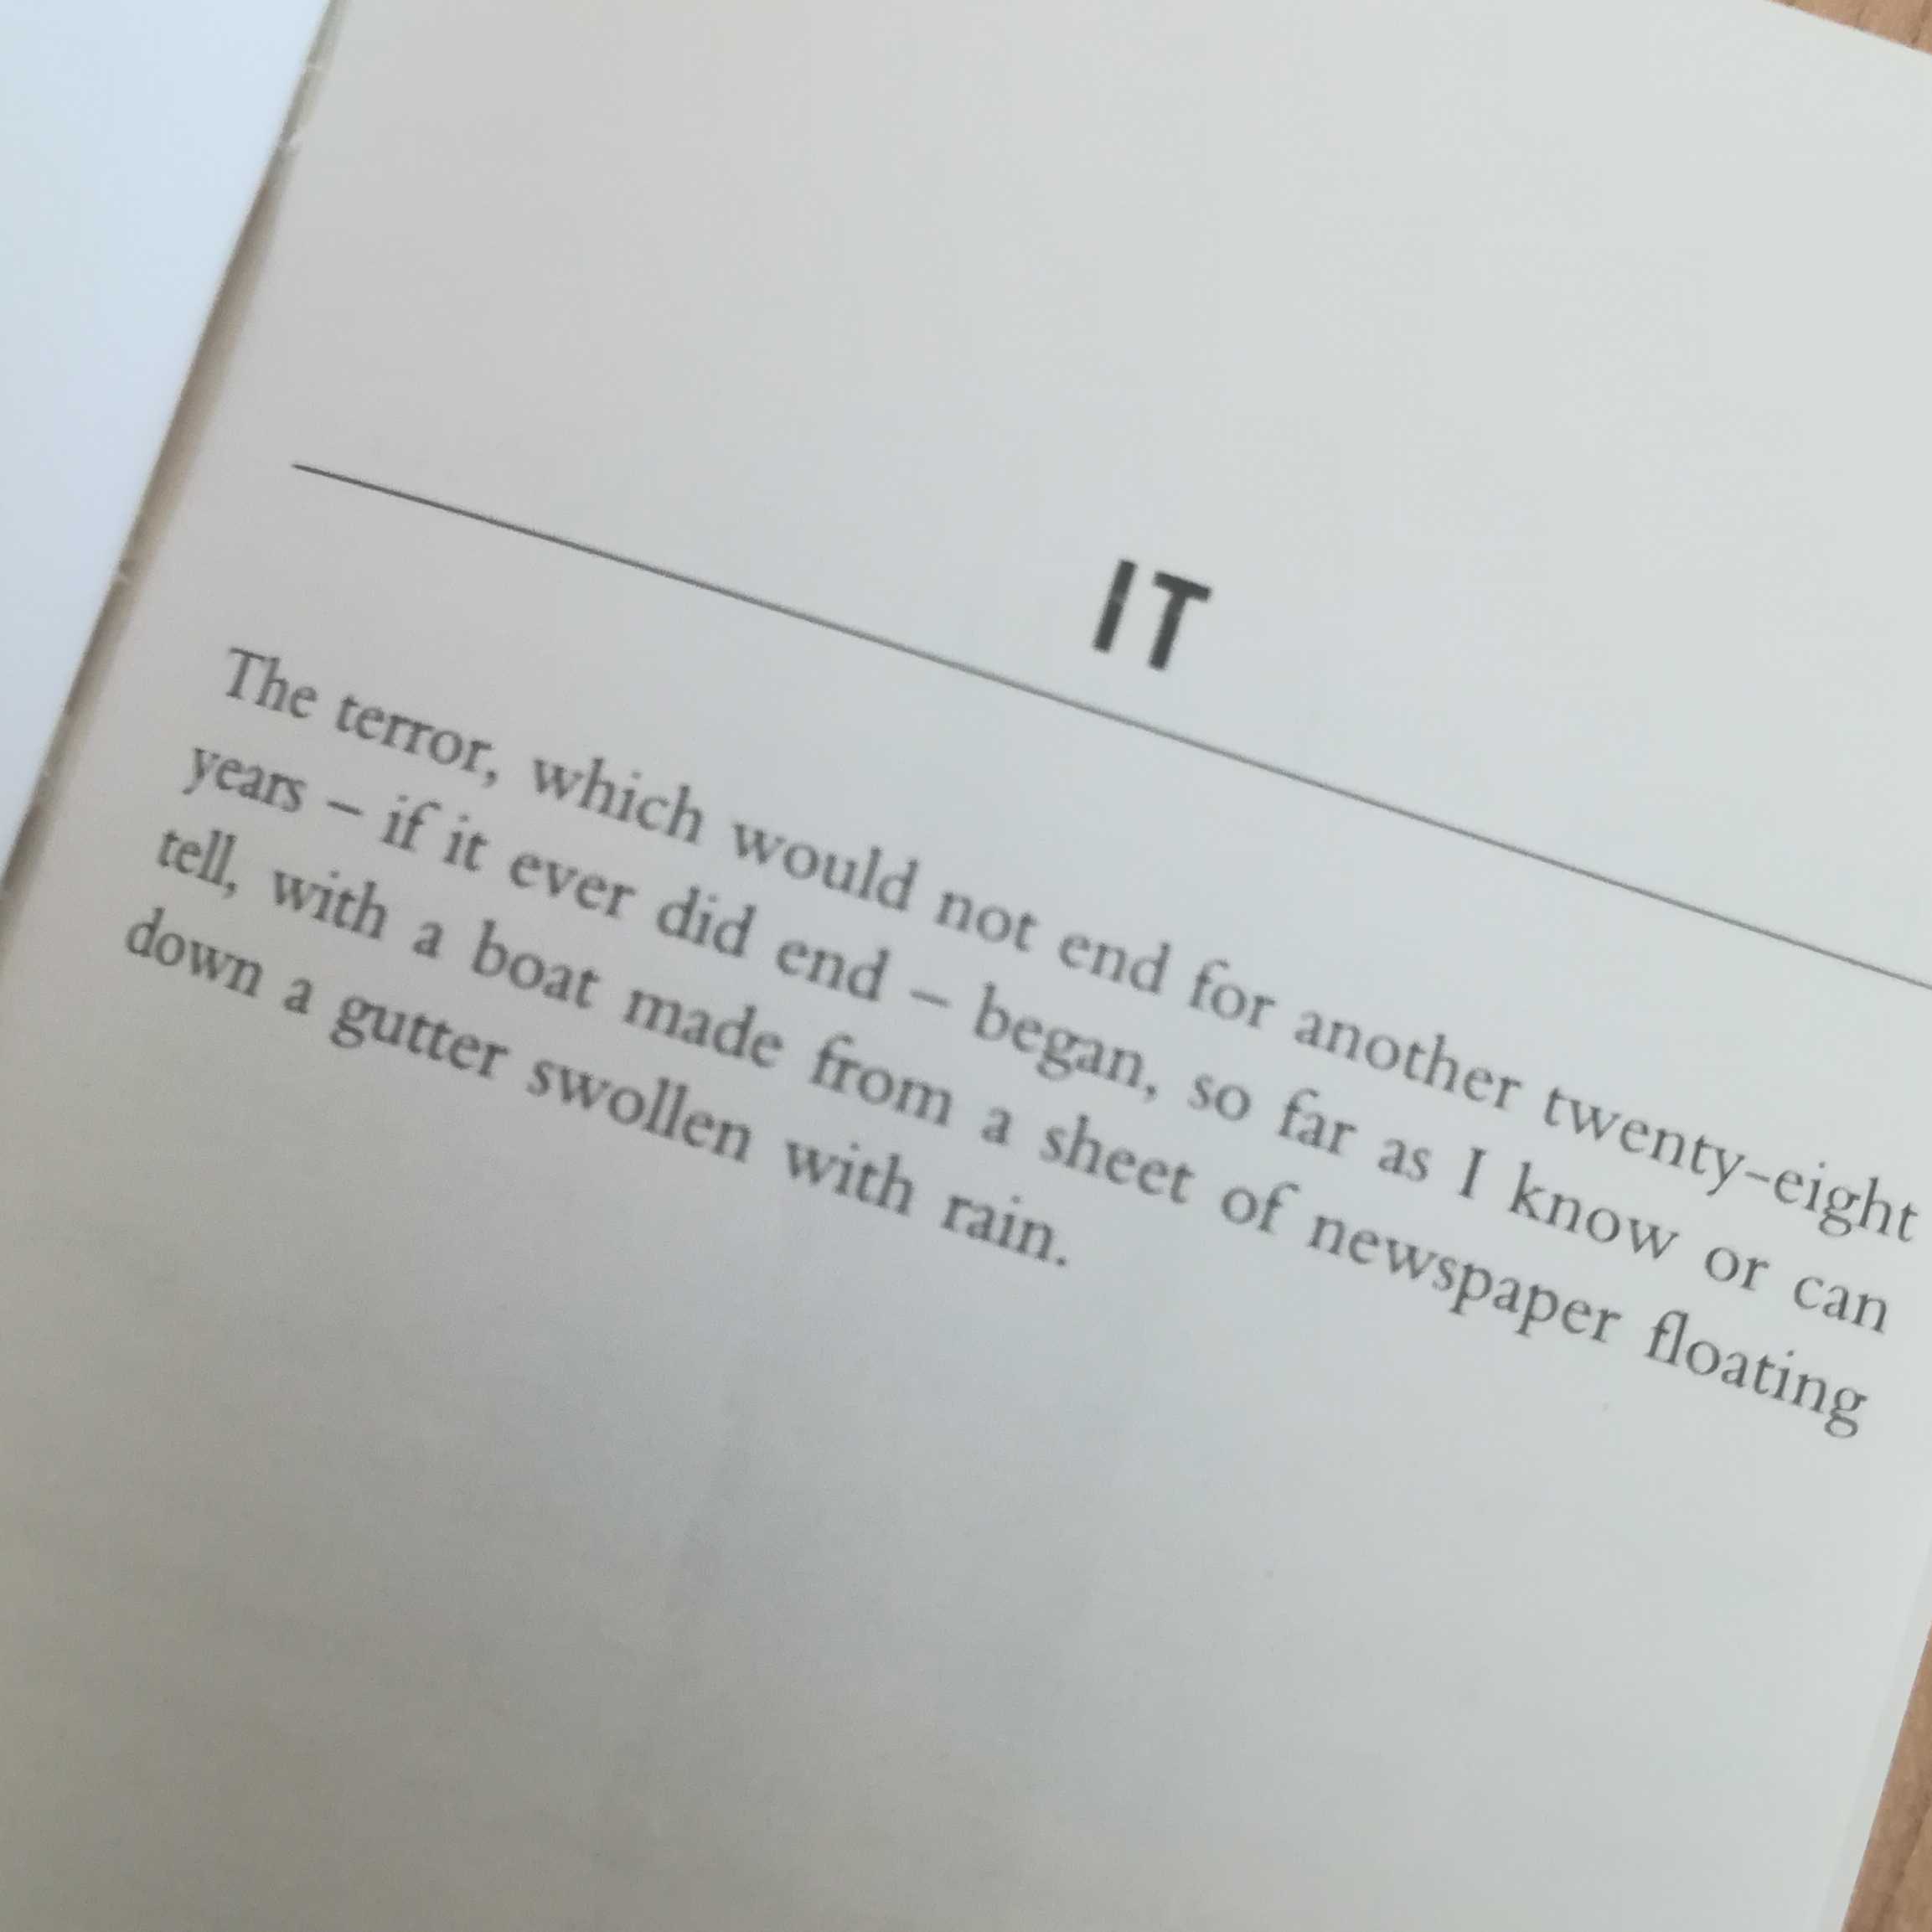 IT
The terror, which would not end for another twenty-eight
years – if it ever did end – began, so far as I know or can
tell, with a boat made from a sheet of newspaper floating
down a gutter swollen with rain.